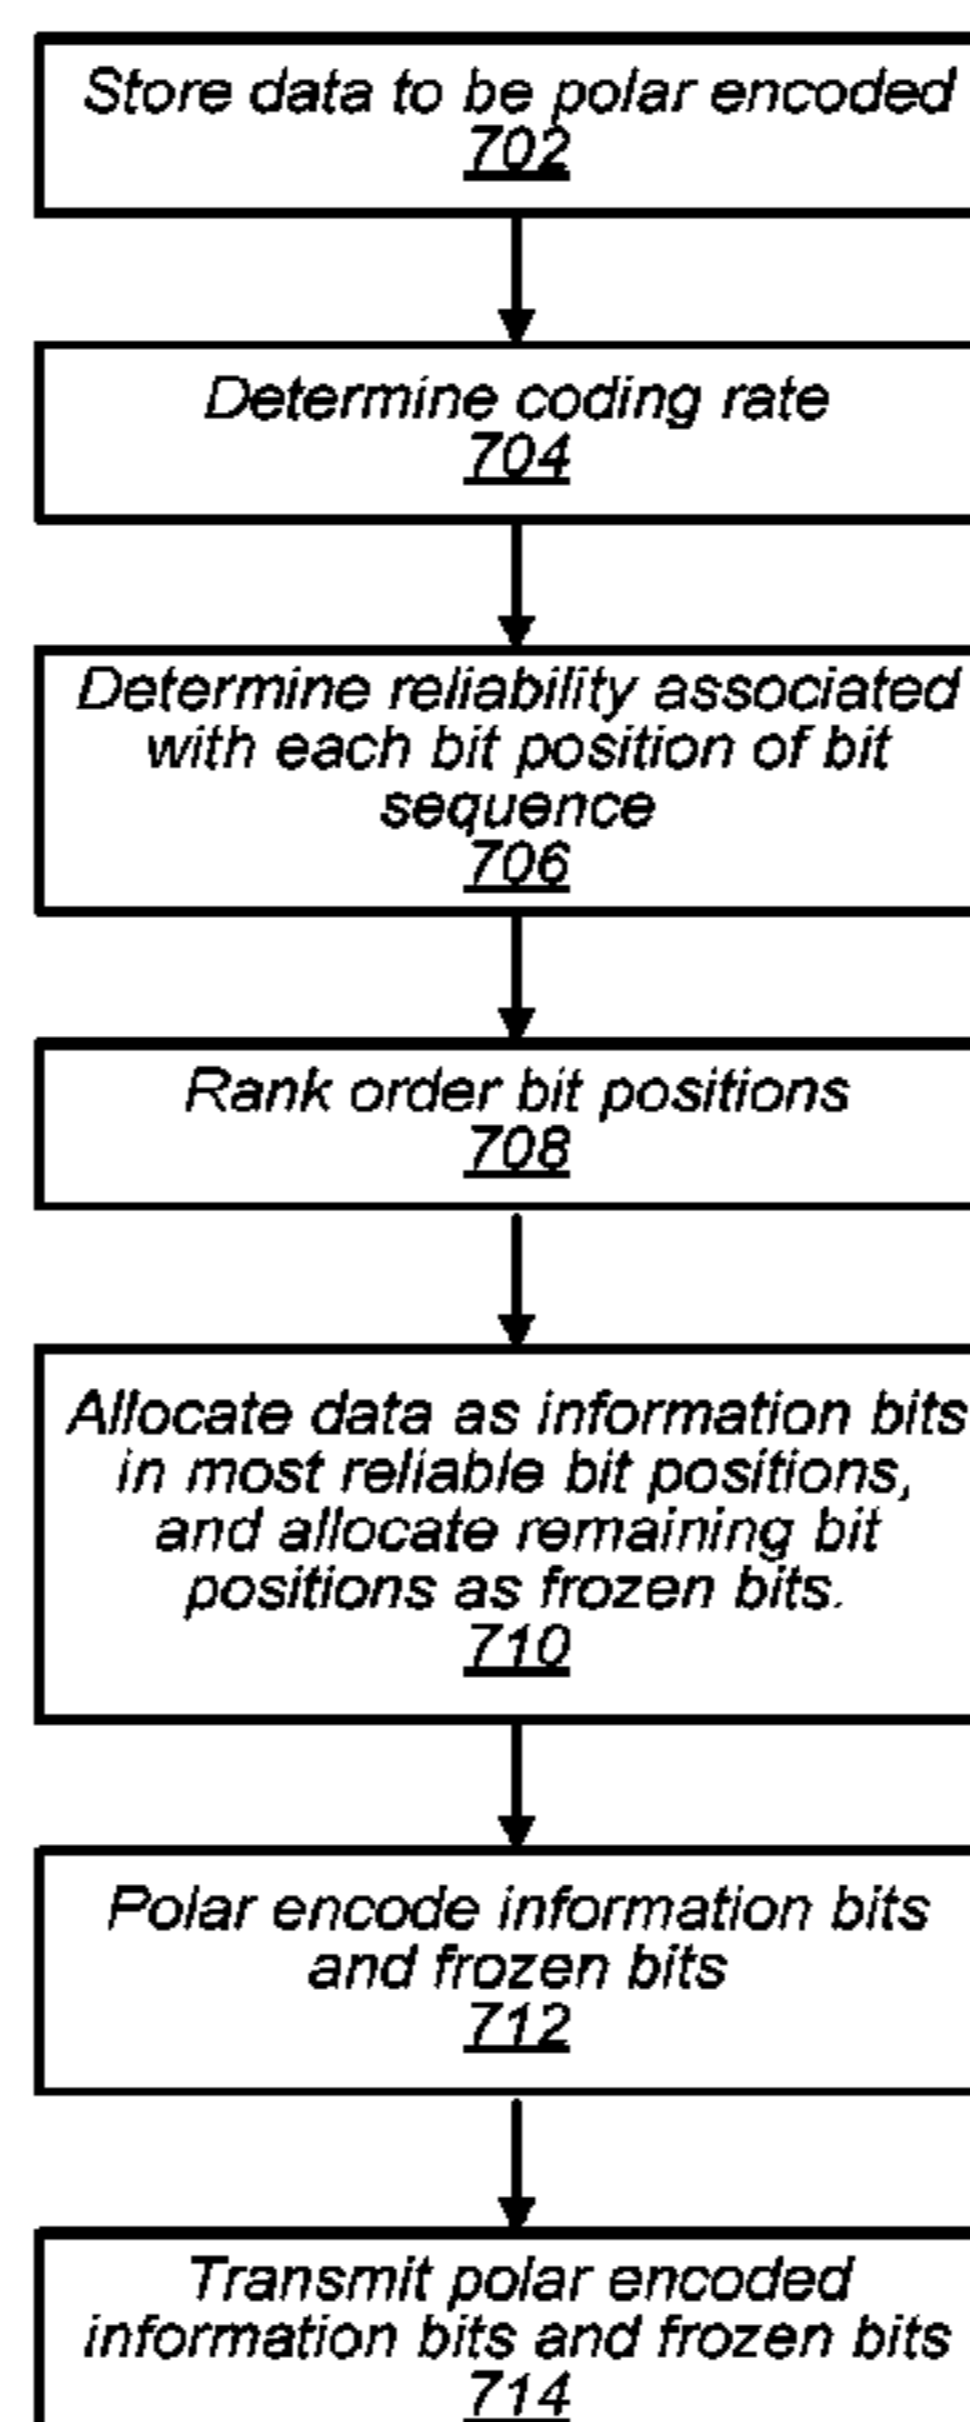 Store data to be polar encoded
702
Determine coding rate
704
Determine reliability associated
with each bit position of bit
sequence
706
Rank order bit positions
708
Allocate data as information bits
in most reliable bit positions,
and allocate remaining bit
positions as frozen bits.
710
Polar encode information bits
and frozen bits
712
Transmit polar encoded
information bits and frozen bits
714